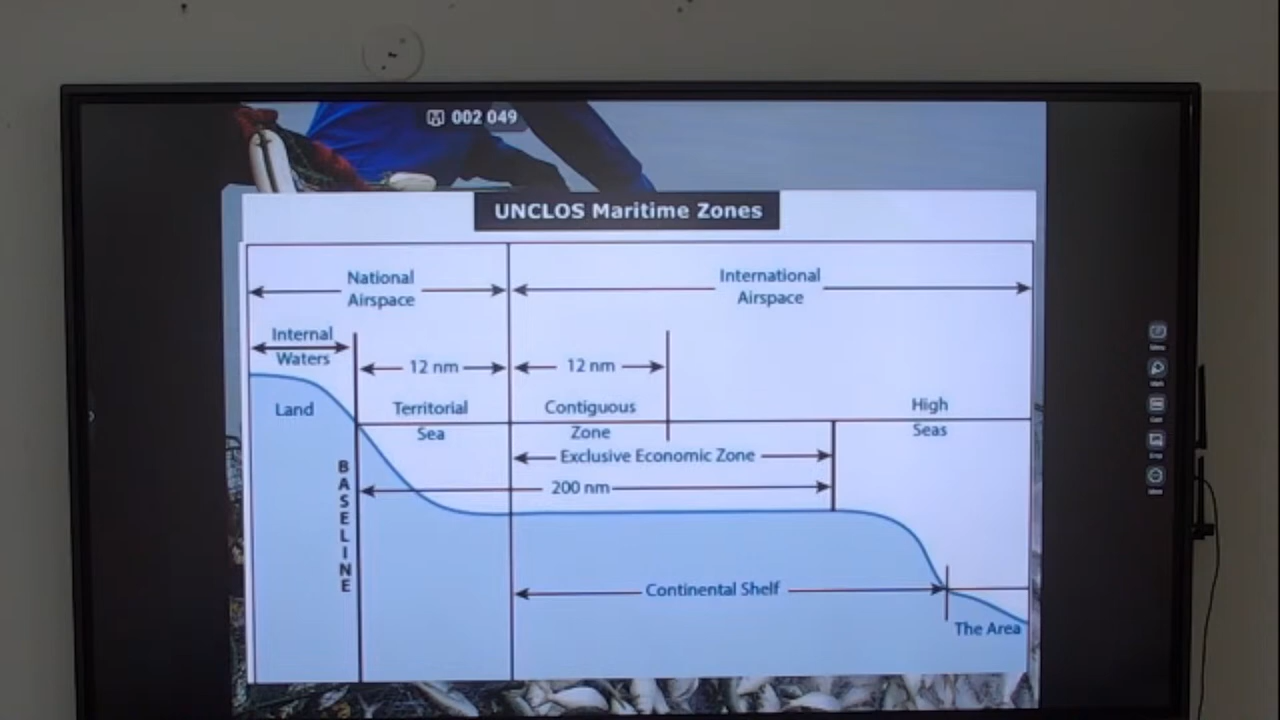 002 049
UNCLOS Maritime Zones
National
Airspace
International
Airspace
Internal
Waters
12 nm
12 nm
Land
Territorial
Sea
Contiguous
Zone
High
Seas
Exclusive Economic Zone
200 nm
BASELINE
Continental Shelf
The Area